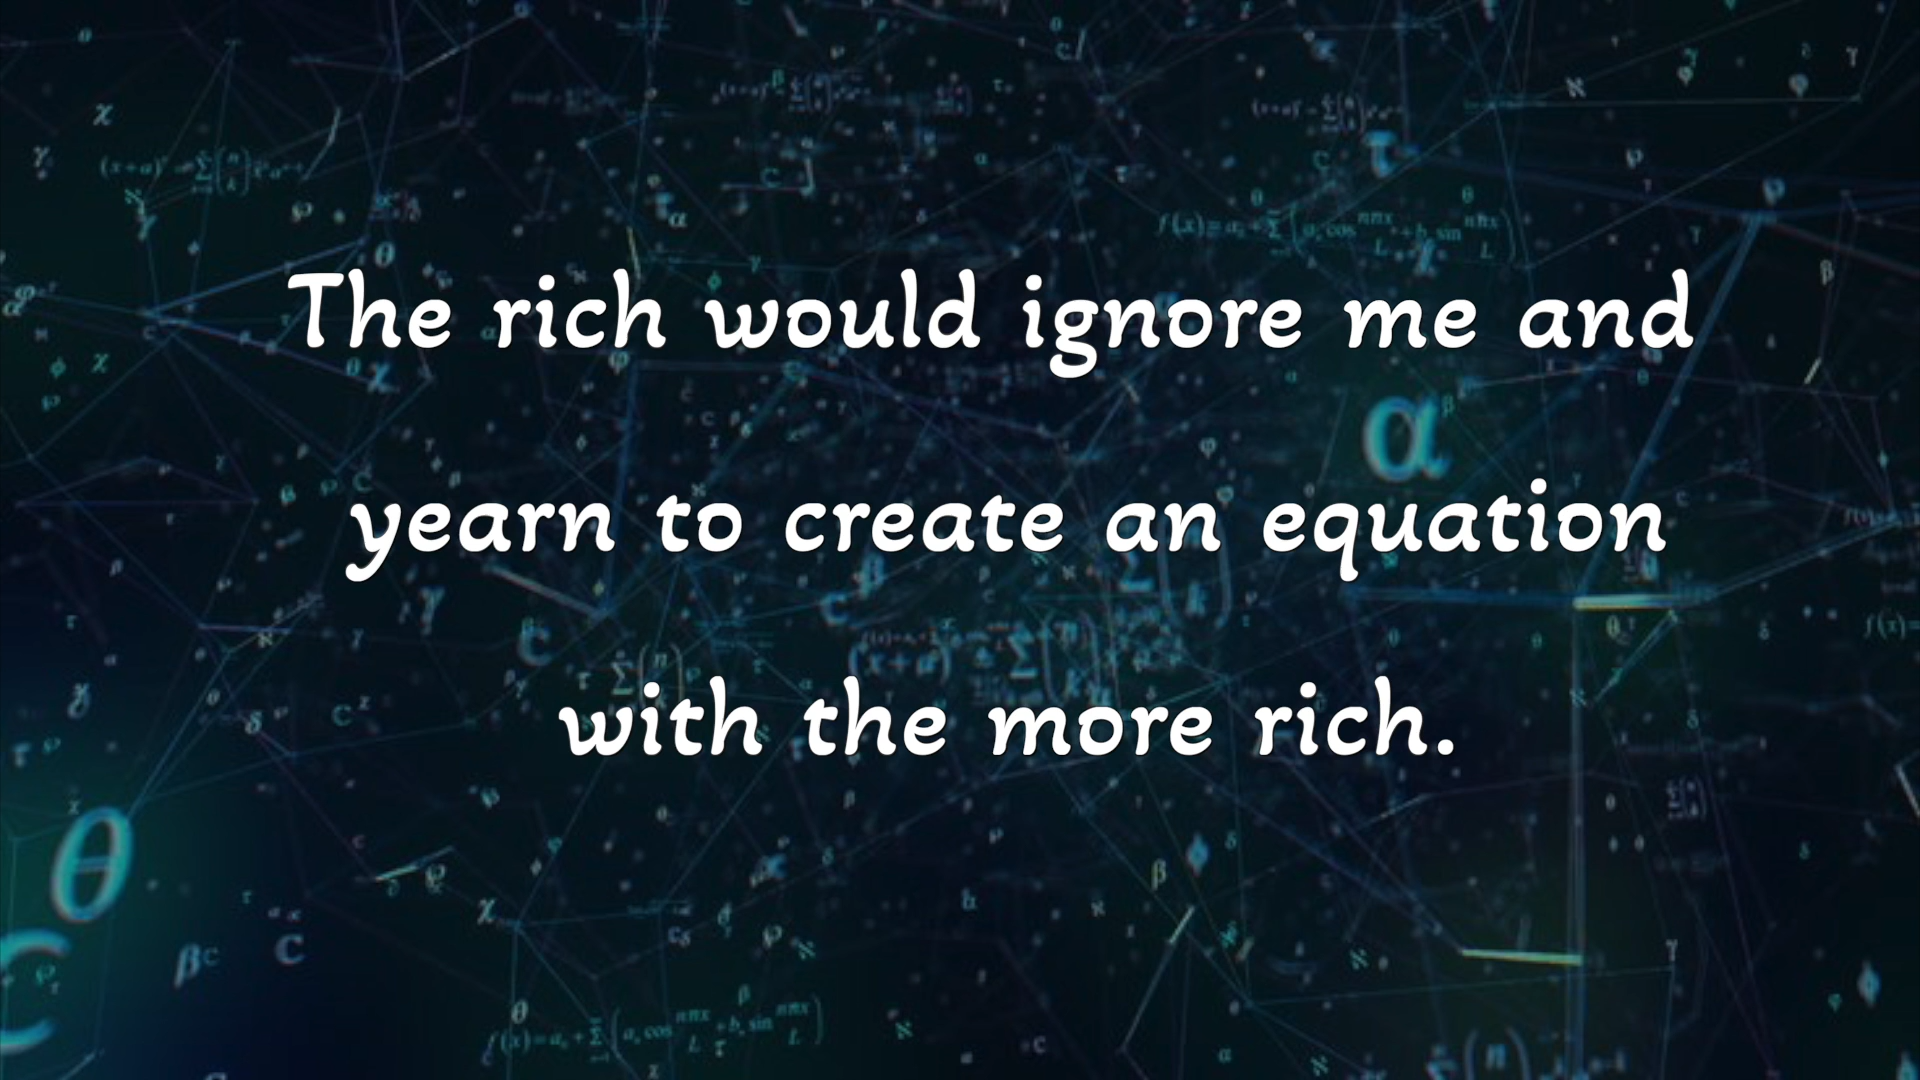 The rich would ignore me and
yearn to create an equation
with the more rich.